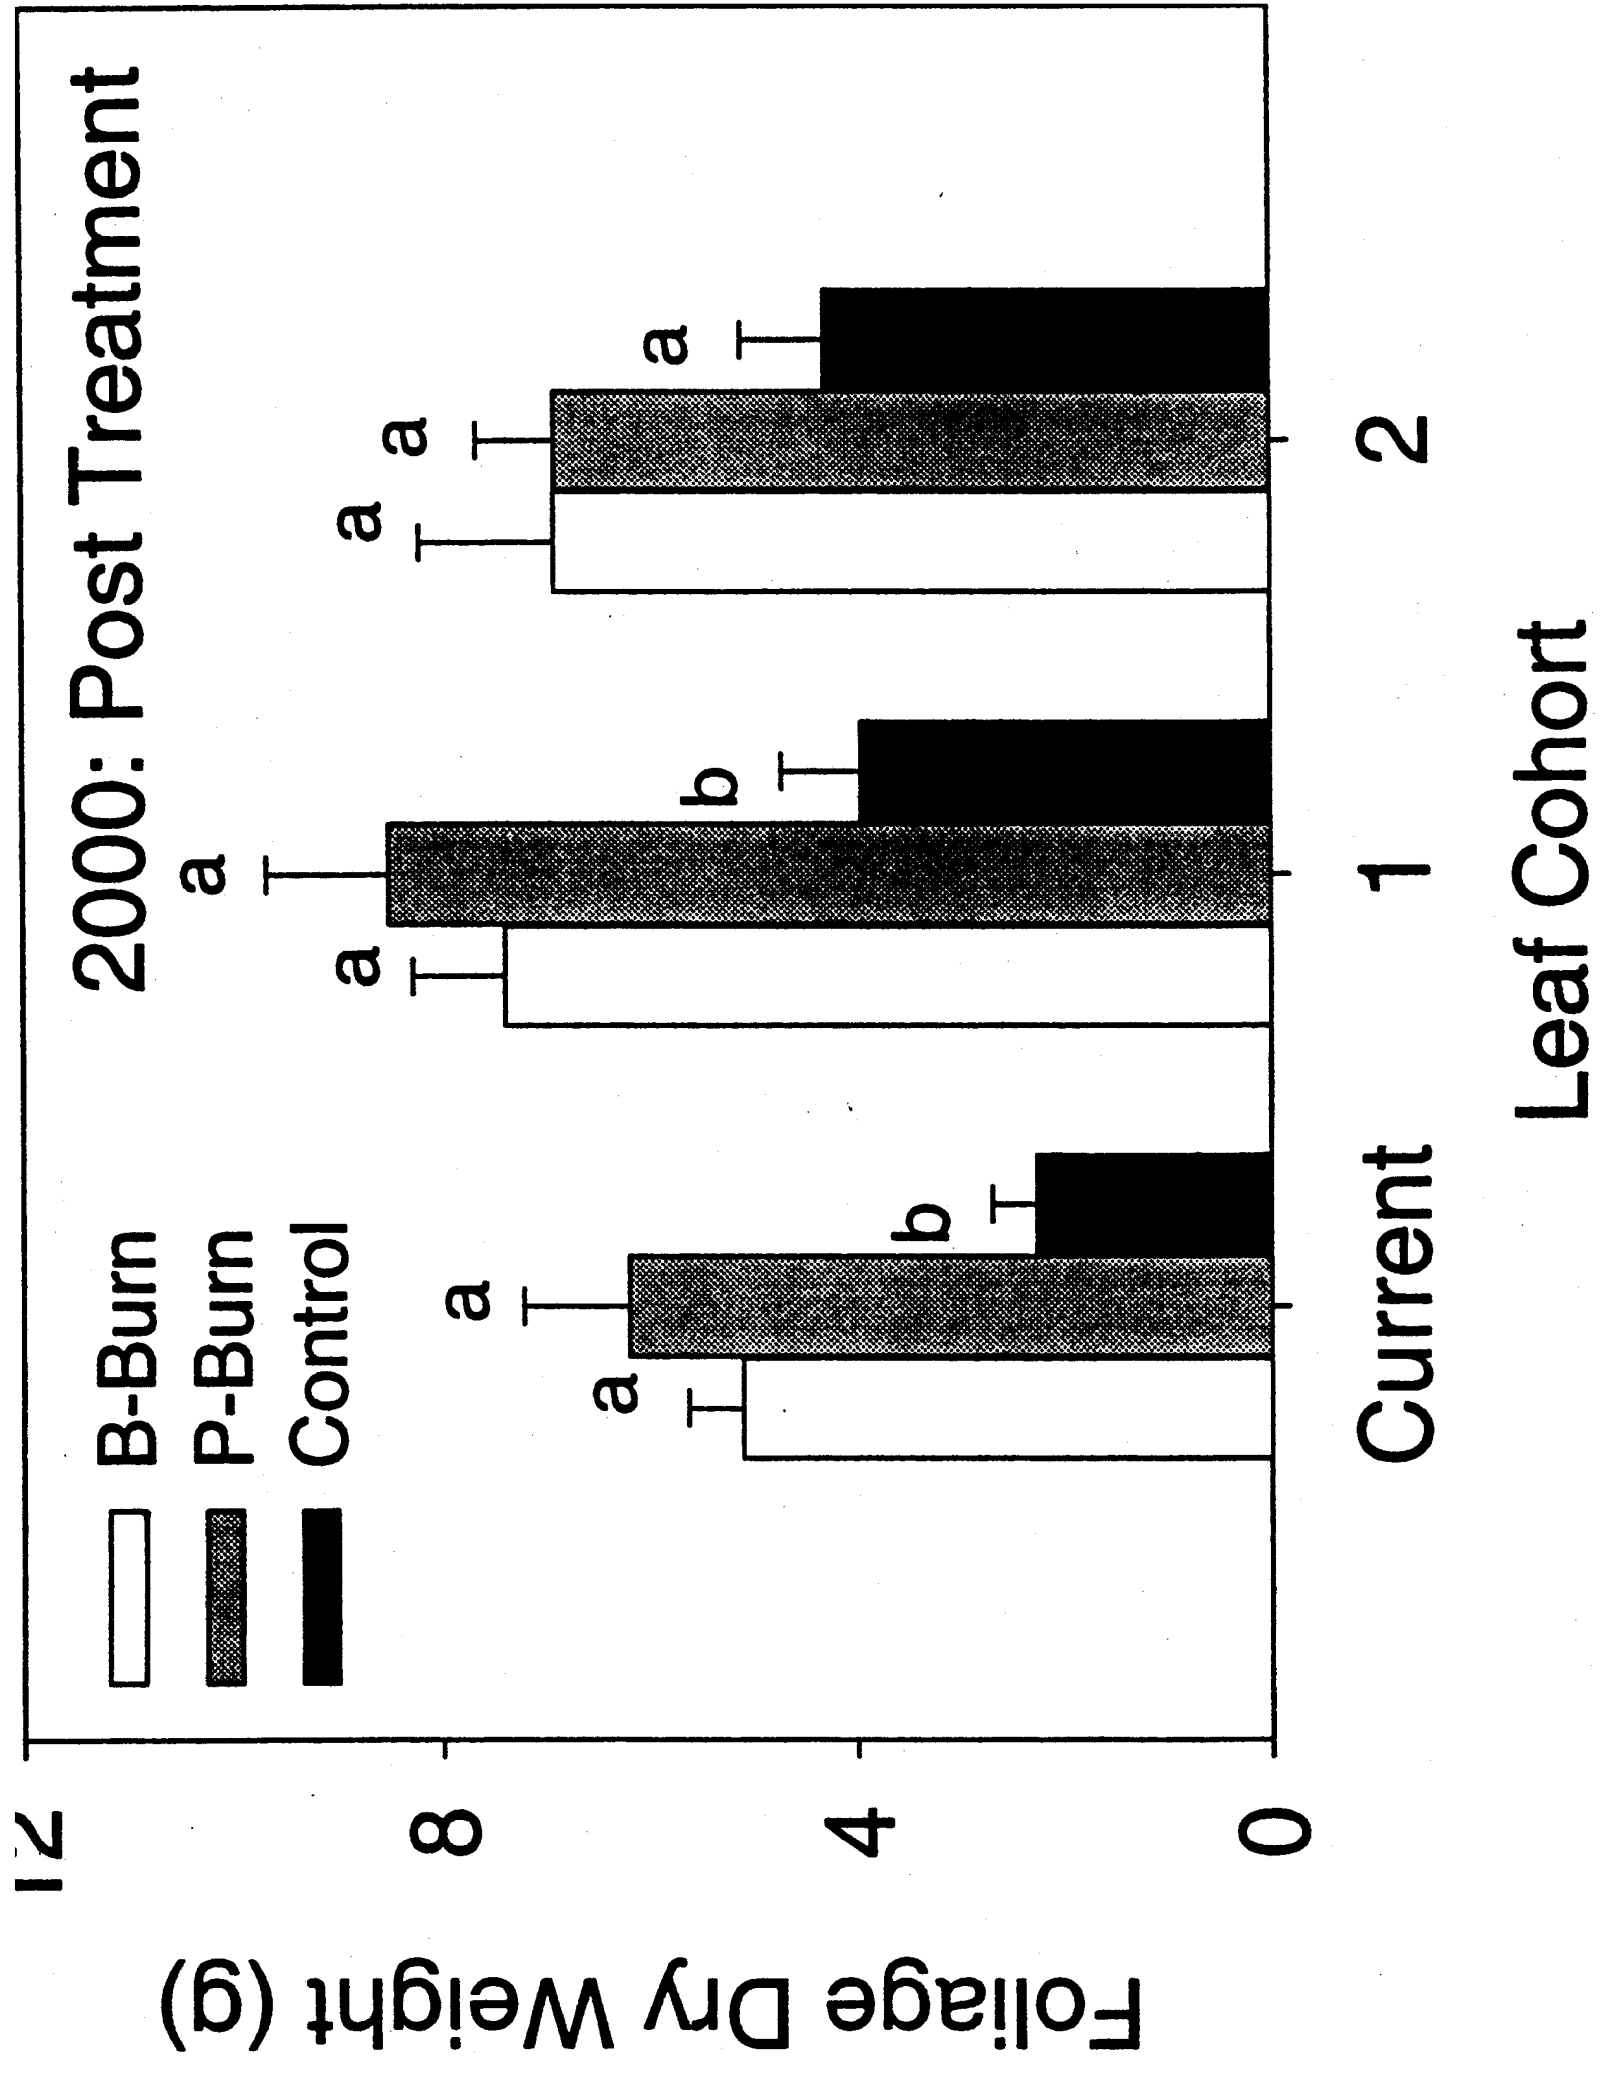 2000: Post Treatment
B-Burn
P-Burn
Control
Foliage Dry Weight (g)
12
8
4
0
a
a
b
a
a
b
a
a
a
Current
1
2
Leaf Cohort